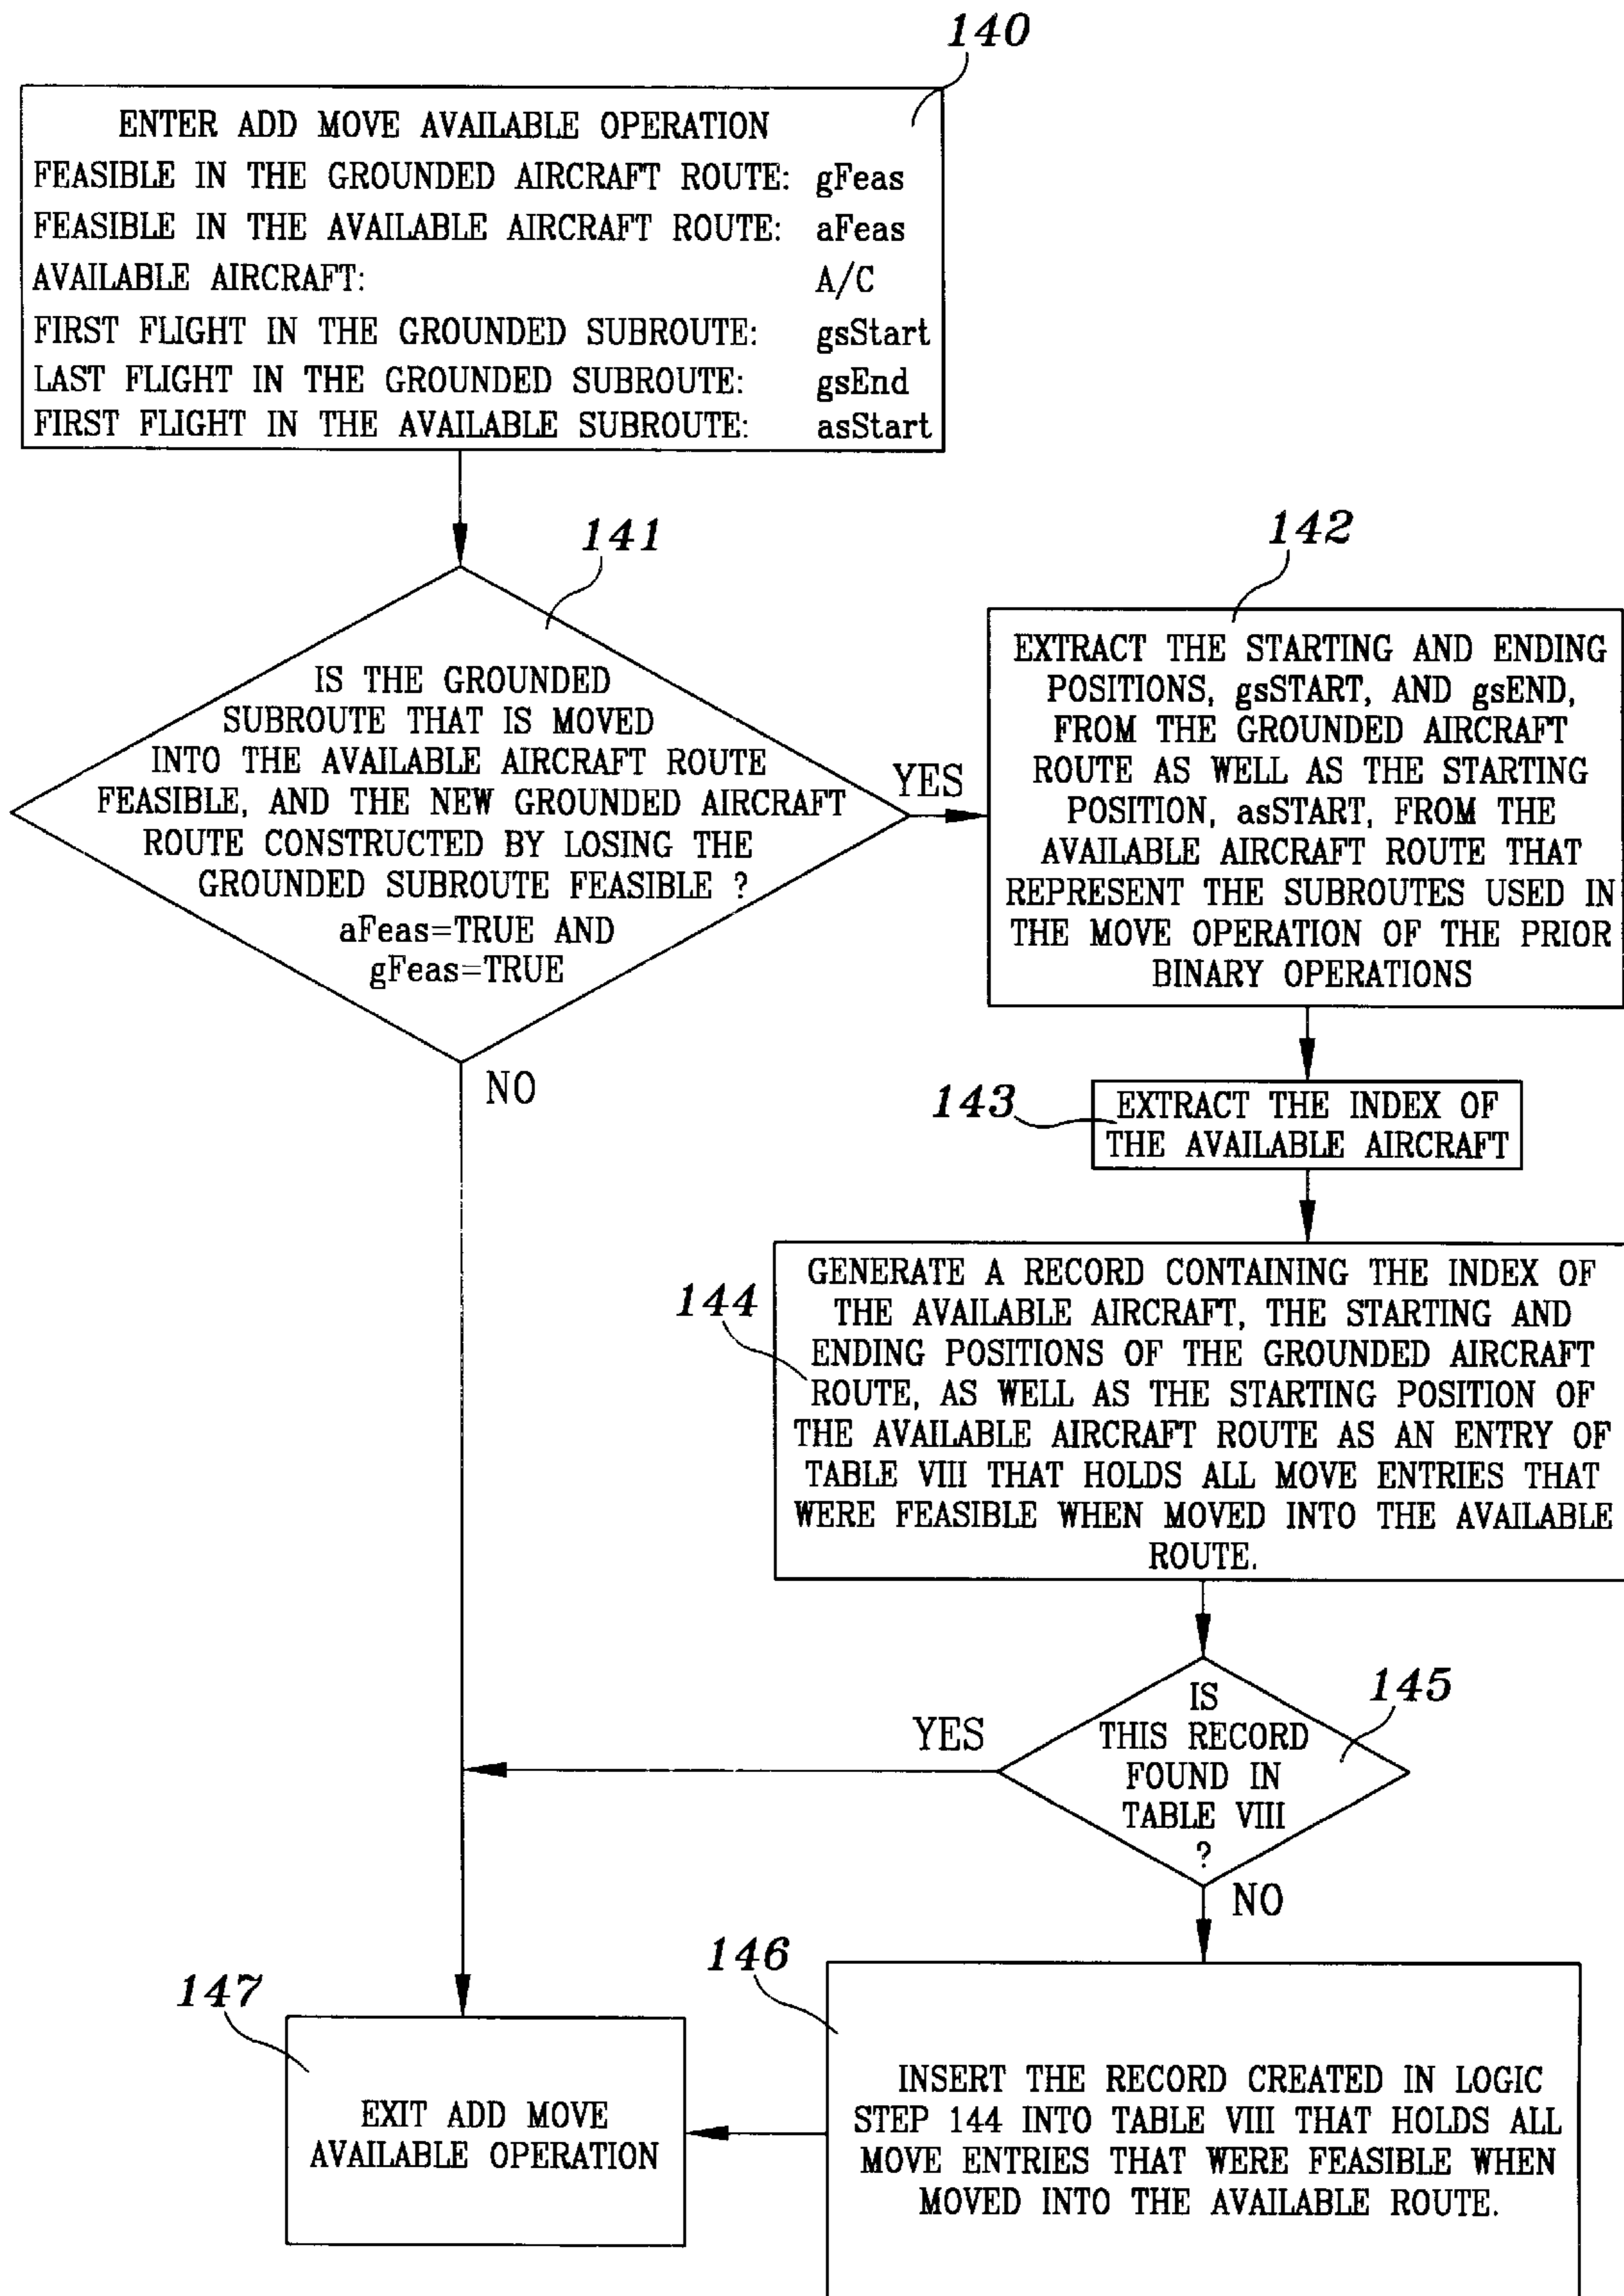 140
ENTER ADD MOVE AVAILABLE OPERATION
FEASIBLE IN THE GROUNDED AIRCRAFT ROUTE: gFeas
FEASIBLE IN THE AVAILABLE AIRCRAFT ROUTE: aFeas
AVAILABLE AIRCRAFT: A/C
FIRST FLIGHT IN THE GROUNDED SUBROUTE: gsStart
LAST FLIGHT IN THE GROUNDED SUBROUTE: gsEnd
FIRST FLIGHT IN THE AVAILABLE SUBROUTE: asStart
141
IS THE GROUNDED
SUBROUTE THAT IS MOVED
INTO THE AVAILABLE AIRCRAFT ROUTE
FEASIBLE, AND THE NEW GROUNDED AIRCRAFT
ROUTE CONSTRUCTED BY LOSING THE
GROUNDED SUBROUTE FEASIBLE ?
aFeas=TRUE AND
gFeas=TRUE
YES
NO
142
EXTRACT THE STARTING AND ENDING
POSITIONS, gsSTART, AND gsEND,
FROM THE GROUNDED AIRCRAFT
ROUTE AS WELL AS THE STARTING
POSITION, asSTART, FROM THE
AVAILABLE AIRCRAFT ROUTE THAT
REPRESENT THE SUBROUTES USED IN
THE MOVE OPERATION OF THE PRIOR
BINARY OPERATIONS
143
EXTRACT THE INDEX OF
THE AVAILABLE AIRCRAFT
144
GENERATE A RECORD CONTAINING THE INDEX OF
THE AVAILABLE AIRCRAFT, THE STARTING AND
ENDING POSITIONS OF THE GROUNDED AIRCRAFT
ROUTE, AS WELL AS THE STARTING POSITION OF
THE AVAILABLE AIRCRAFT ROUTE AS AN ENTRY OF
TABLE VIII THAT HOLDS ALL MOVE ENTRIES THAT
WERE FEASIBLE WHEN MOVED INTO THE AVAILABLE
ROUTE.
145
IS
THIS RECORD
FOUND IN
TABLE VIII
?
YES
NO
146
INSERT THE RECORD CREATED IN LOGIC
STEP 144 INTO TABLE VIII THAT HOLDS ALL
MOVE ENTRIES THAT WERE FEASIBLE WHEN
MOVED INTO THE AVAILABLE ROUTE.
147
EXIT ADD MOVE
AVAILABLE OPERATION